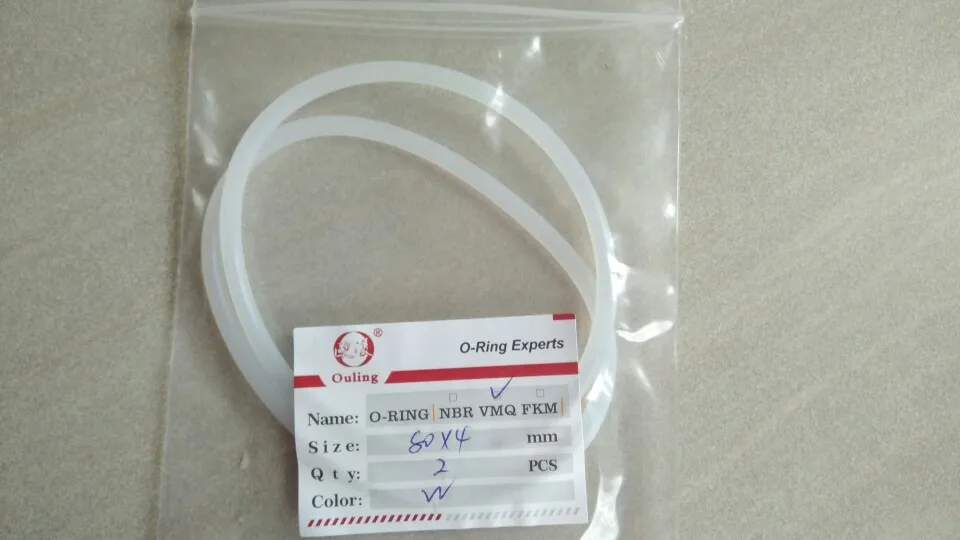 ®
O-Ring Experts
Ouling
Name: O-RING NBR VMQ FKM
Size: 80X4 mm
Qty: 2 PCS
Color: W